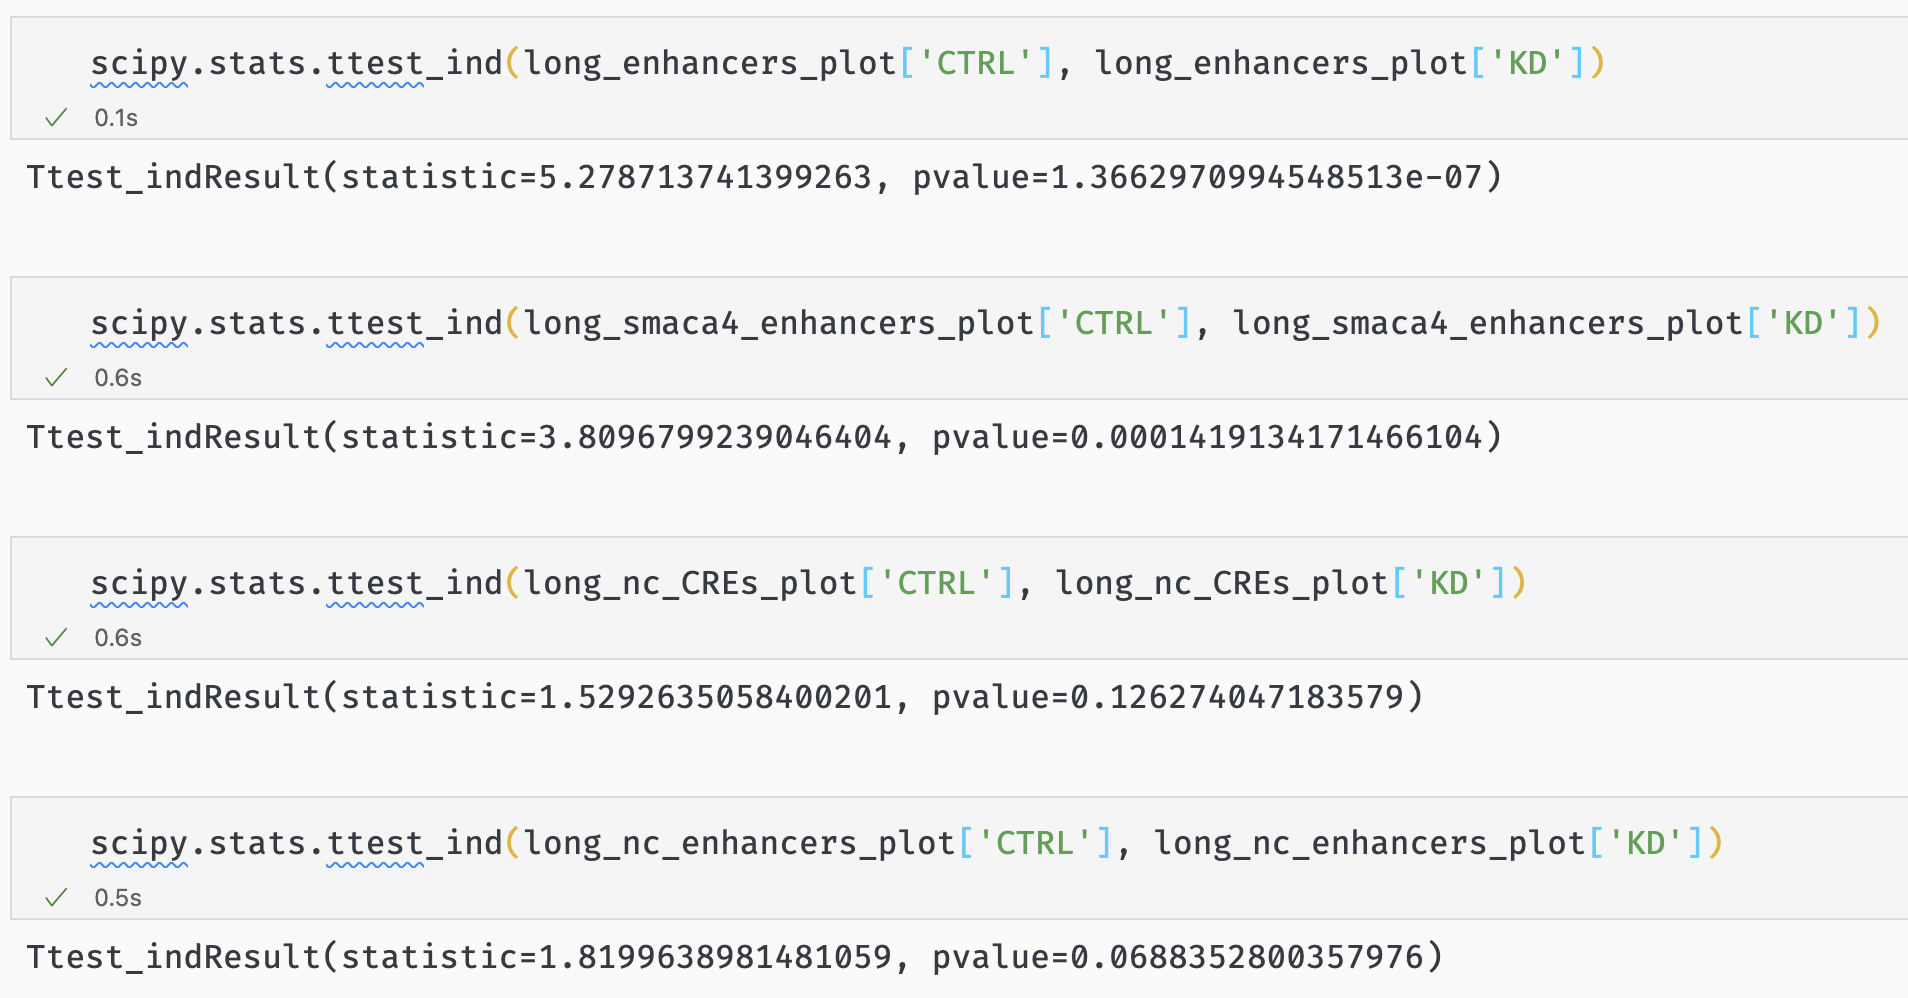 scipy.stats.ttest_ind(long_enhancers_plot['CTRL'], long_enhancers_plot['KD'])
0.1s
Ttest_indResult(statistic=5.278713741399263, pvalue=1.3662970994548513e-07)
scipy.stats.ttest_ind(long_smaca4_enhancers_plot['CTRL'], long_smaca4_enhancers_plot['KD'])
0.6s
Ttest_indResult(statistic=3.8096799239046404, pvalue=0.0001419134171466104)
scipy.stats.ttest_ind(long_nc_CREs_plot['CTRL'], long_nc_CREs_plot['KD'])
0.6s
Ttest_indResult(statistic=1.5292635058400201, pvalue=0.126274047183579)
scipy.stats.ttest_ind(long_nc_enhancers_plot['CTRL'], long_nc_enhancers_plot['KD'])
0.5s
Ttest_indResult(statistic=1.8199638981481059, pvalue=0.0688352800357976)